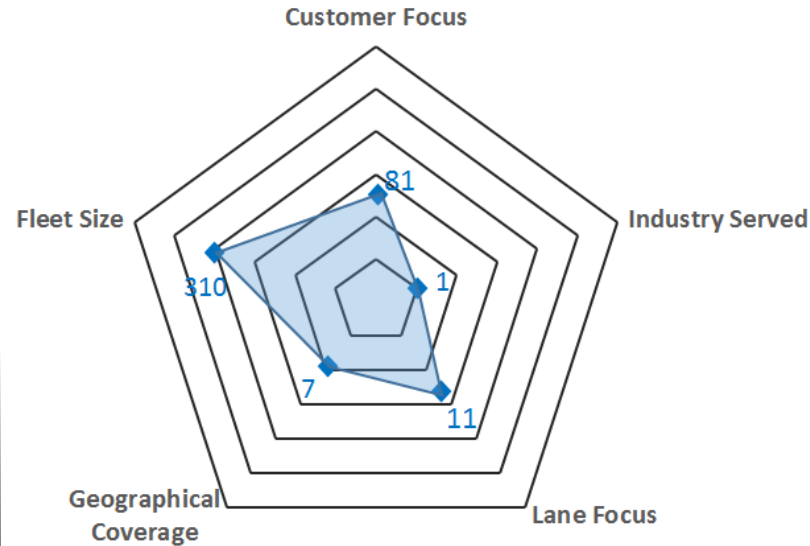 Customer Focus
81
Fleet Size
Industry Served
310
1
7
11
Geographical
Coverage
Lane Focus